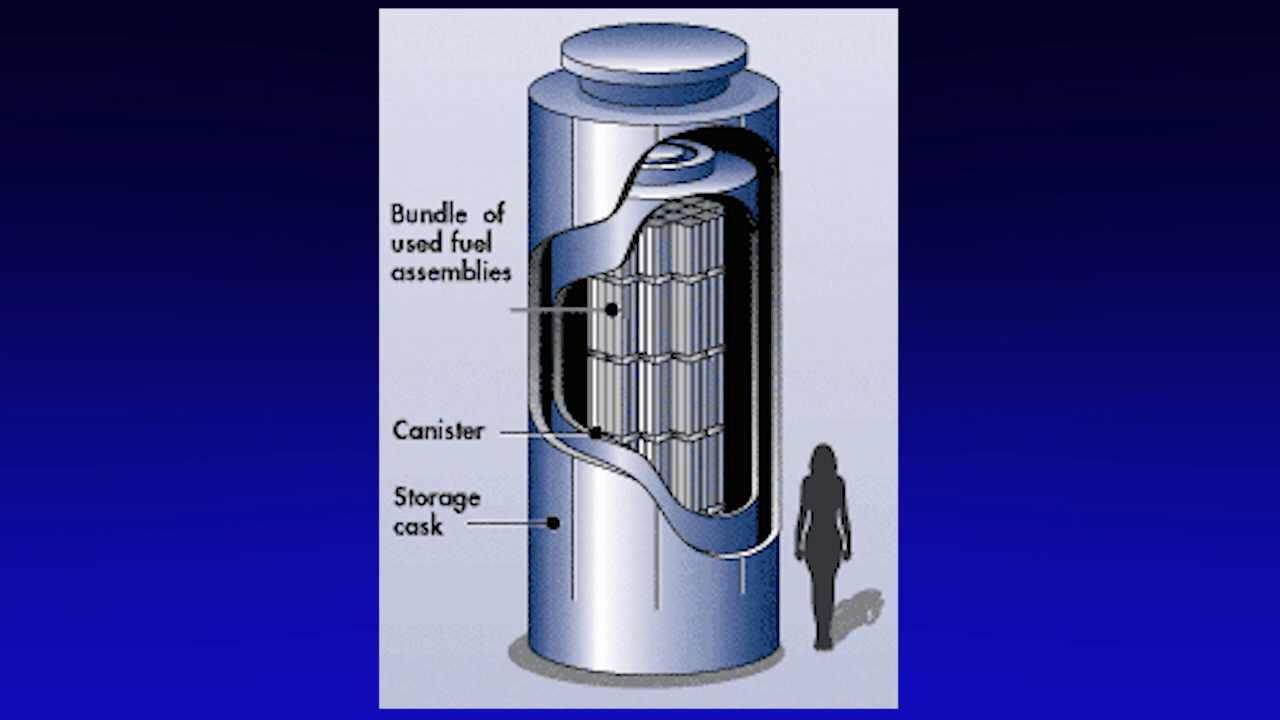 Bundle of
used fuel
assemblies
Canister
Storage
cask